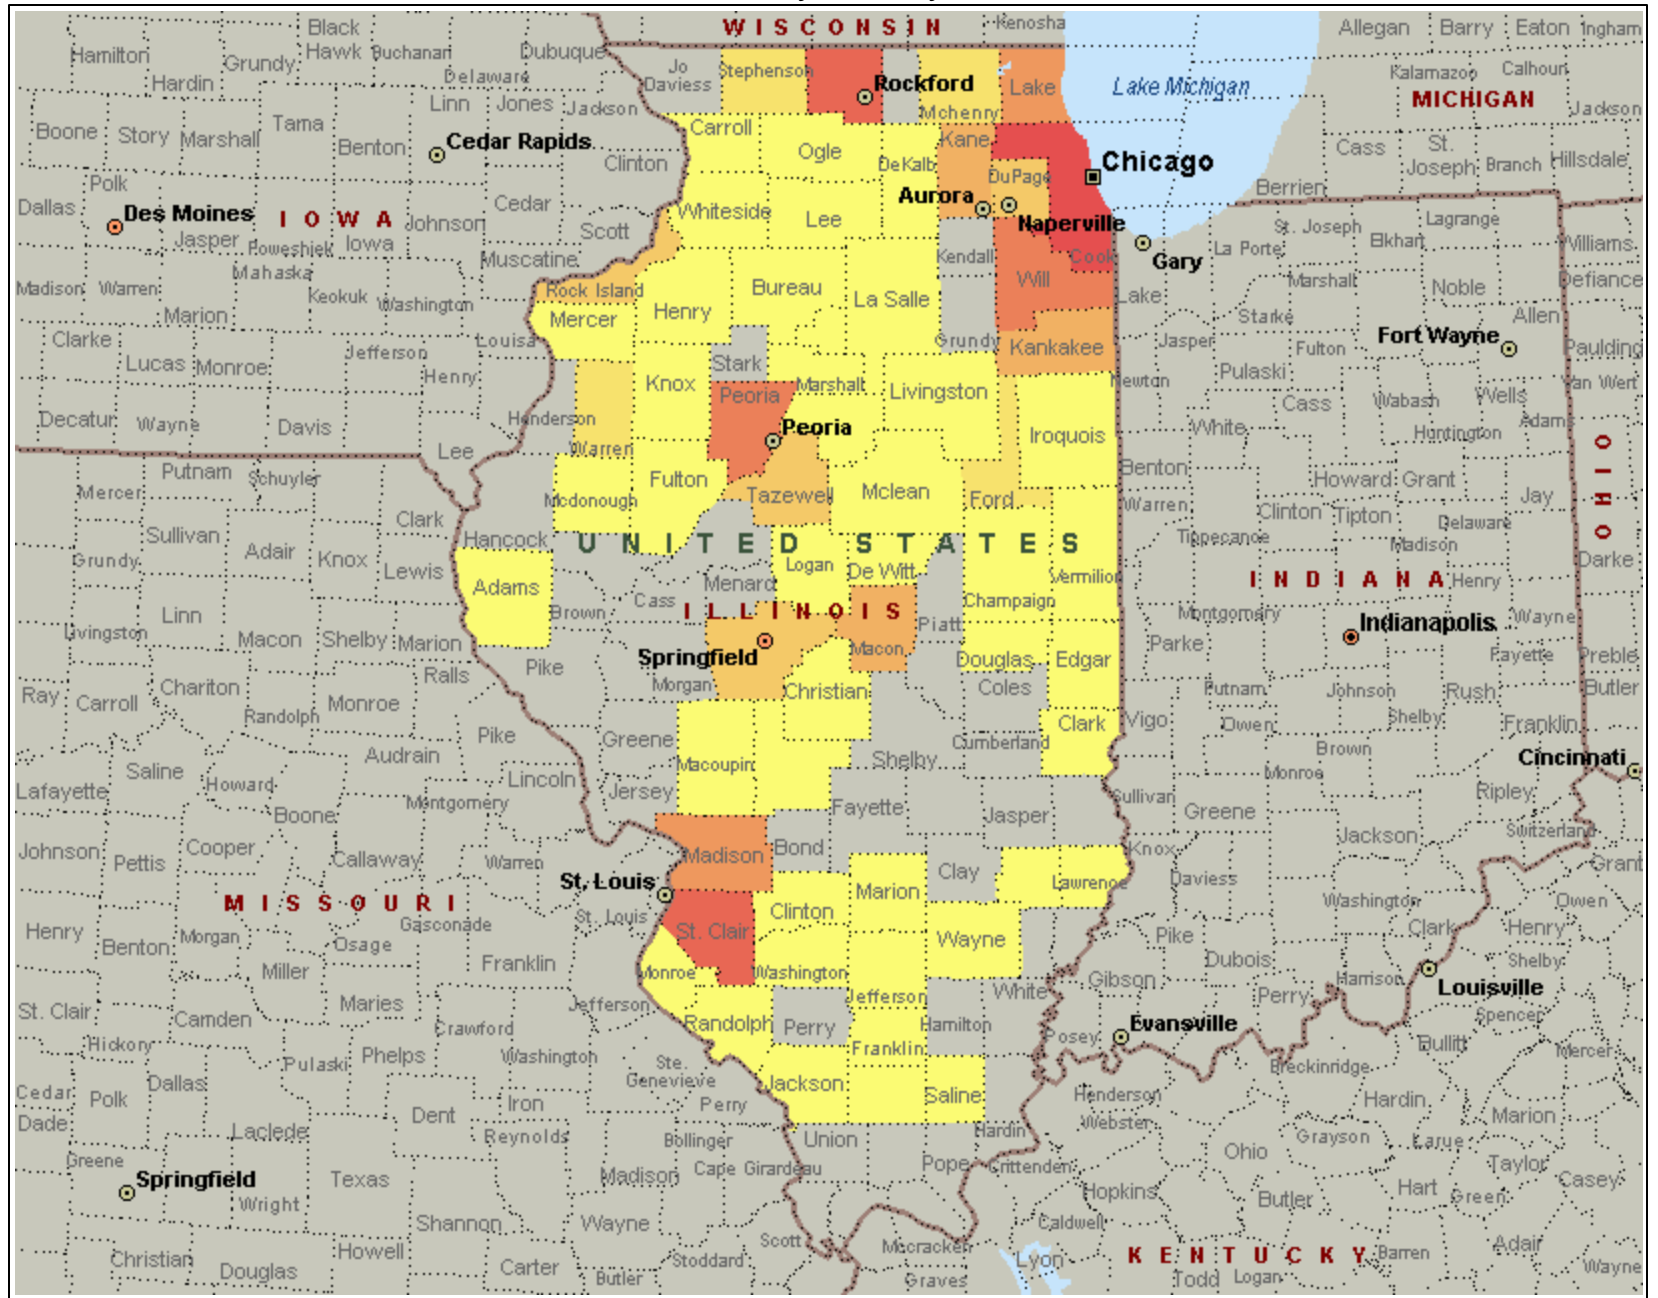 WISCONSIN
Kenosha
Allegan Barry Eaton Ingham
Black
Hawk
Hamilton
Grundy
Buchanan
Dubuque
Hardin
Delaware
Jo
Daviess
Stephenson
Rockford
Mchenny
Lake
Lake Michigan
Kalamazoo Calhoun
MICHIGAN
Jackson
Linn Jones Jackson
Boone Story Marshall
Tama
Benton
Cedar Rapids
Clinton
Carroll
Ogle
DeKalb
Kane
DuPage
Chicago
Cass
St.
Joseph
Branch Hillsdale
Berrien
Polk
Dallas
Des Moines
IOWA
Jasper
Poweshiek
Iowa
Johnson
Cedar
Scott
Whiteside
Lee
Aurora
Naperville
Cook
Gary
La Porte
St. Joseph
Elkhart
Lagrange
Williams
Muscatine
Mahaska
Madison Warren
Keokuk Washington
Marion
Rock Island
Mercer
Henry
Bureau
La Salle
Kendall
Will
Lake
Marshall
Noble
Defiance
Starke
Allen
Clarke
Lucas Monroe
Jefferson
Louisa
Henry
Stark
Grundy
Kankakee
Jasper
Fulton
Fort Wayne
Paulding
Pulaski
Newton
Van Wert
Decatur Wayne
Davis
Lee
Henderson
Warren
Knox
Peoria
Marshall
Livingston
Iroquois
Cass
Wabash
Wells
Huntington
Adams
White
OHIO
Peoria
Putnam
Schuyler
Mercer
Clark
Mcdonough
Fulton
Tazewell
Mclean
Ford
Benton
Warren
Howard Grant
Jay
Clinton Tipton
Delaware
Madison
Tippecanoe
Sullivan
Grundy
Adair
Knox
Lewis
Hancock
UNITED STATES
Darke
Adams
Brown
Cass
Menard
Logan
De Witt
Vermilion
Champaign
INDIANA
Henry
Linn
Livingston
Macon Shelby Marion
ILLINOIS
Piatt
Montgomery
Indianapolis
Wayne
Springfield
Macon
Douglas
Edgar
Parke
Fayette
Preble
Ralls
Pike
Morgan
Christian
Coles
Putnam
Johnson
Rush
Butler
Ray Carroll
Chariton
Randolph
Monroe
Pike
Greene
Clark
Vigo
Owen
Shelby
Franklin
Audrain
Macoupin
Shelby
Cumberland
Brown
Monroe
Cincinnati
Saline
Lafayette
Howard
Boone
Montgomery
Lincoln
Jersey
Fayette
Jasper
Sullivan
Greene
Ripley
Jackson
Switzerland
Johnson Pettis
Cooper
Callaway
Warren
Madison
Bond
Clay
Lawrence
Knox
Daviess
Grant
MISSOURI
St. Louis
St. Louis
St. Clair
Clinton
Marion
Wayne
Washington
Clark
Owen
Henry
Henry
Benton
Morgan
Gasconade
Osage
Miller
Franklin
Monroe
Washington
Pike
Dubois
Gibson
Harrison
Shelby
Louisville
St. Clair
Camden
Maries
Jefferson
Crawford
Jefferson
White
Perry
Spencer
Hickory
Pulaski Phelps
Washington
Randolph
Perry
Hamilton
Franklin
Posey
Evansville
Bullitt
Mercer
Breckinridge
Cedar
Dade
Polk
Dallas
Ste.
Genevieve
Jackson
Saline
Henderson
Webster
Hardin
Marion
Laclede
Dent
Iron
Reynolds
Perry
Bollinger
Union
Hardin
Ohio
Grayson
Larue
Greene
Springfield
Texas
Wright
Madison
Cape Girardeau
Pope
Crittenden
Taylor
Casey
Hopkins
Butler
Hart Green
Shannon
Wayne
Scott
Caldwell
Christian
Douglas
Howell
Carter
Butler
Stoddard
Mccracken
Graves
Lyon
KENTUCKY
Todd
Logan
Barren
Adair
Wayne